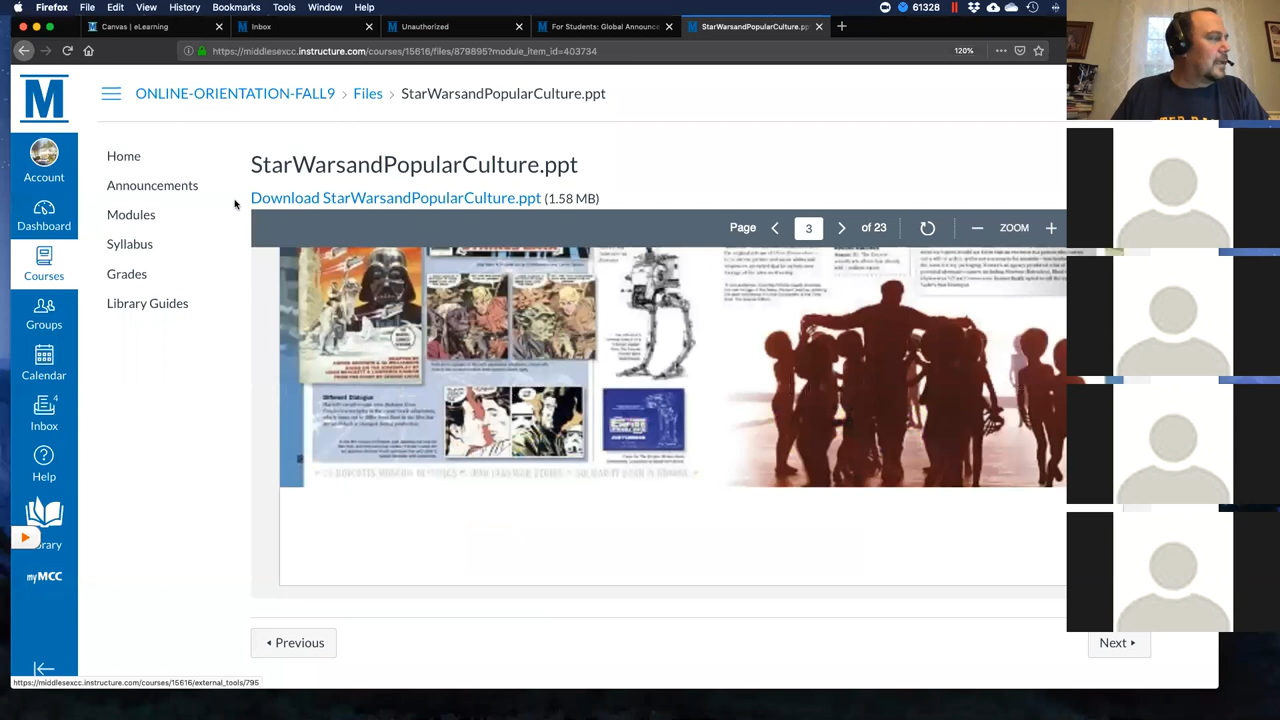 Firefox File Edit View History Bookmarks Tools Window Help 61328
Canvas | eLearning
Inbox
Unauthorized
For Students: Global Announce
StarWarsandPopularCulture.pp
https://middlesexcc.instructure.com/courses/15616/files/879895?module_item_id=403734
120%
M
ONLINE-ORIENTATION-FALL9 > Files > StarWarsandPopularCulture.ppt
Account
Dashboard
Courses
Groups
Calendar
4
Inbox
Help
brary
myMCC
Home
Announcements
Modules
Syllabus
Grades
Library Guides
StarWarsandPopularCulture.ppt
Download StarWarsandPopularCulture.ppt (1.58 MB)
Page 3 of 23 ZOOM
Different Dialogue
Previous
Next
https://middlesexcc.instructure.com/courses/15616/external_tools/795